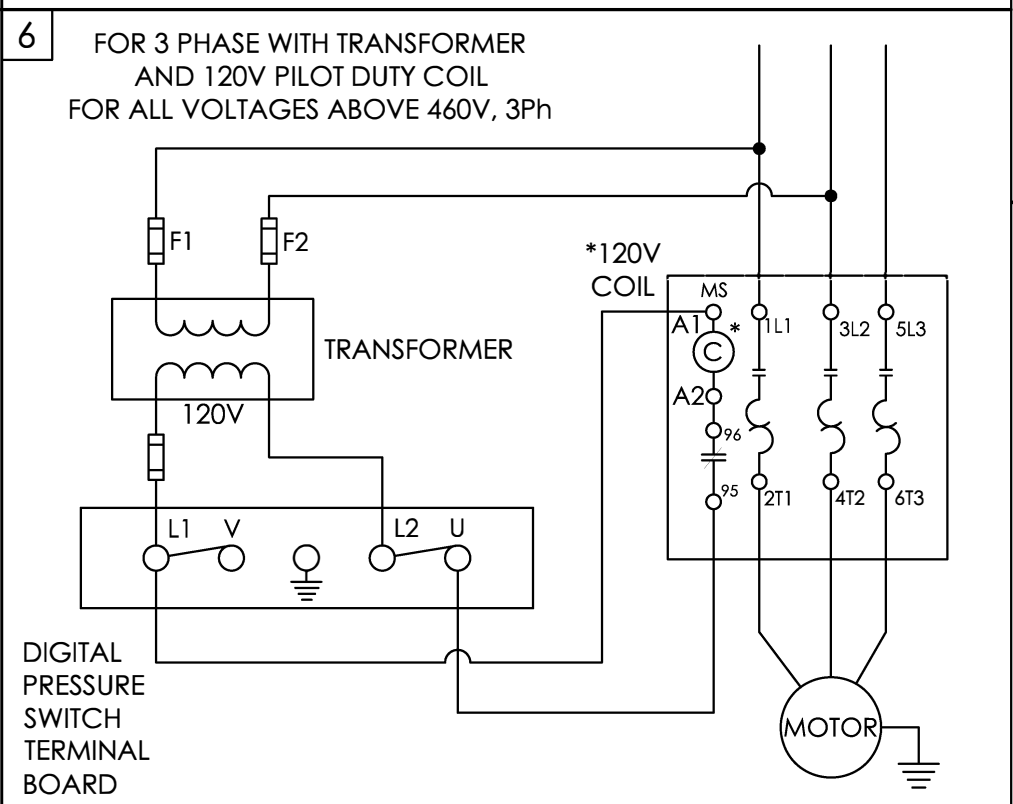 6
FOR 3 PHASE WITH TRANSFORMER
AND 120V PILOT DUTY COIL
FOR ALL VOLTAGES ABOVE 460V, 3Ph
F1
F2
*120V
COIL
MS
A1
*
1L1
3L2
5L3
C
TRANSFORMER
A2
120V
96
95
2T1
4T2
6T3
L1
V
L2
U
DIGITAL
PRESSURE
SWITCH
TERMINAL
BOARD
MOTOR